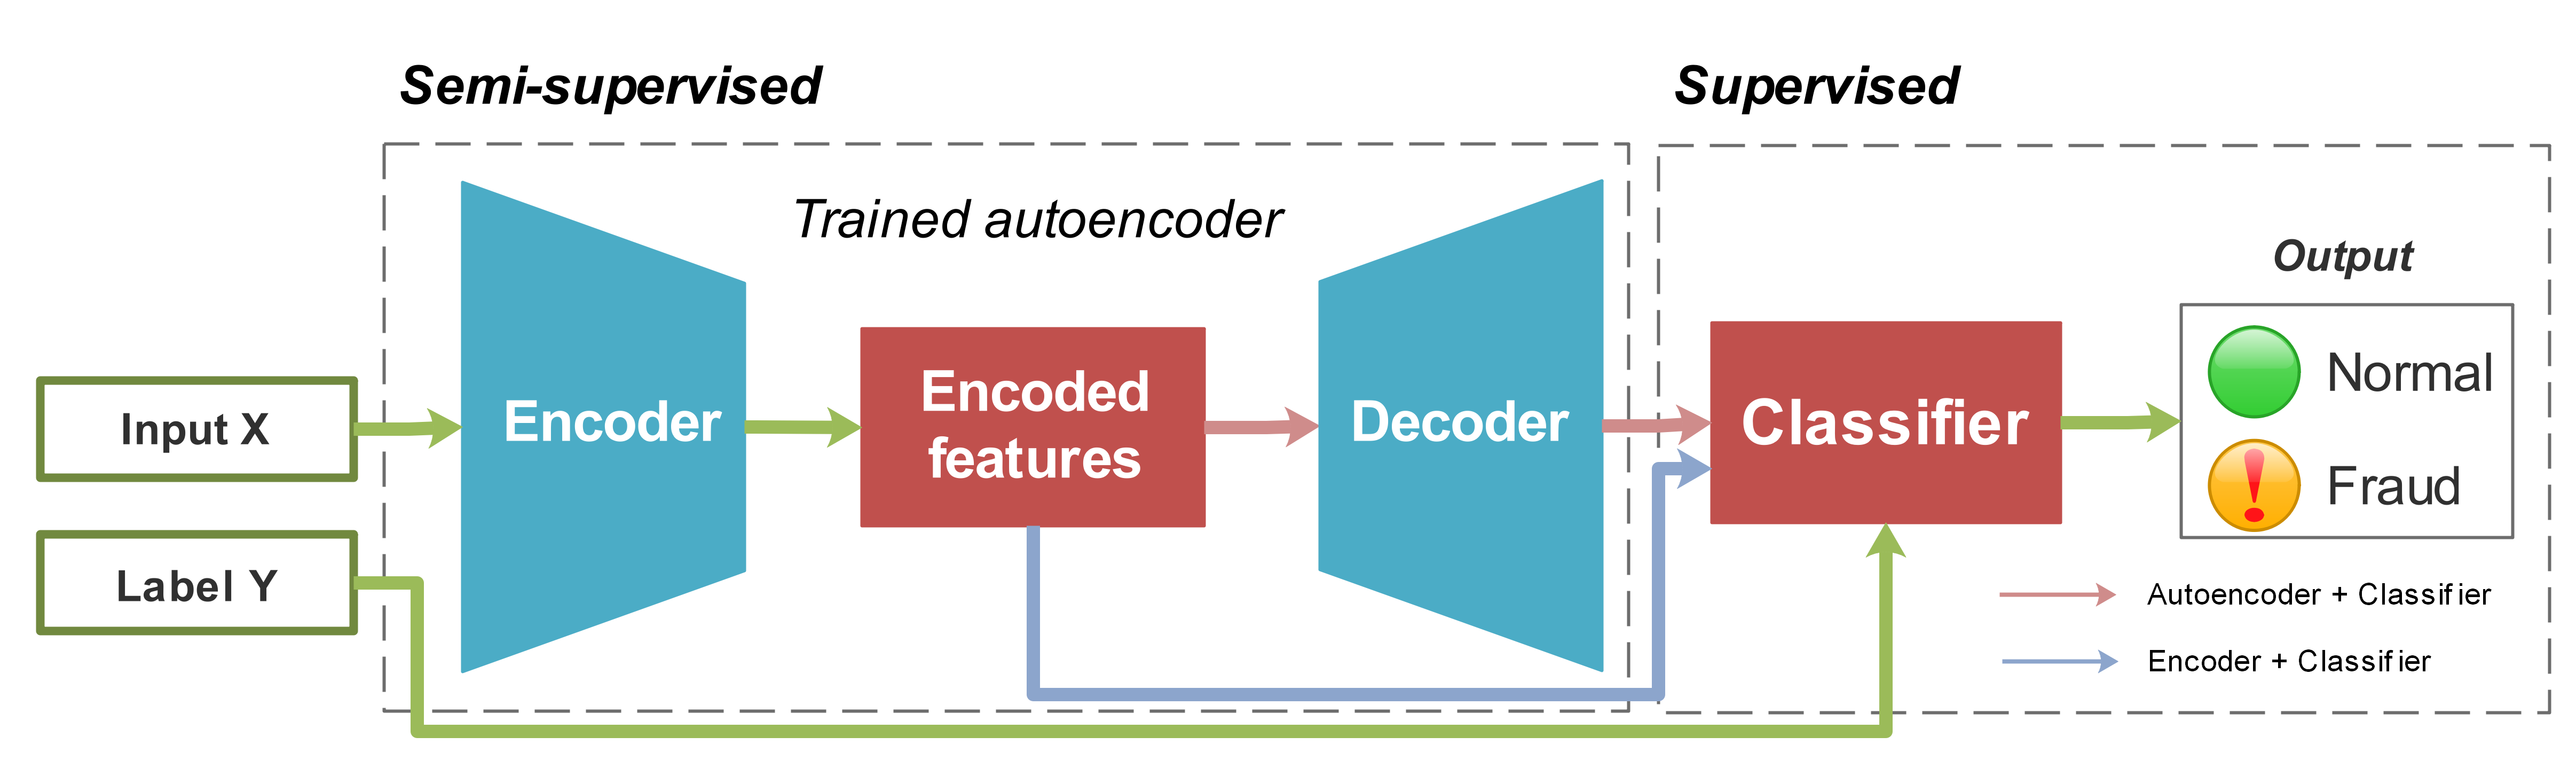 Semi-supervised
Supervised
Trained autoencoder
Output
Input X
Label Y
Encoder
Encoded
features
Decoder
Classifier
Normal
Fraud
Autoencoder + Classifier
Encoder + Classifier